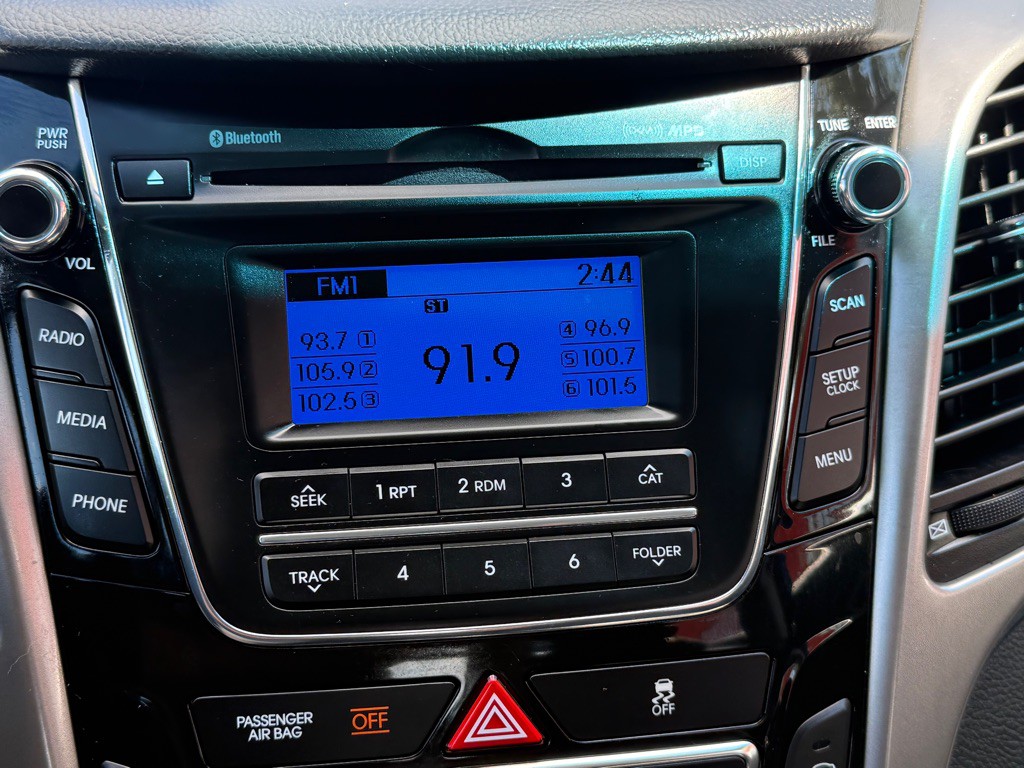 PWR
PUSH
Bluetooth
((XM)) MP3
DISP
TUNE ENTER
VOL
FILE
FM1
2:44
ST
93.7 1
105.9 2
102.5 3
91.9
4 96.9
5 100.7
6 101.5
RADIO
MEDIA
PHONE
SCAN
SETUP
CLOCK
MENU
SEEK
1 RPT
2 RDM
3
CAT
TRACK
4
5
6
FOLDER
PASSENGER
AIR BAG
OFF
OFF